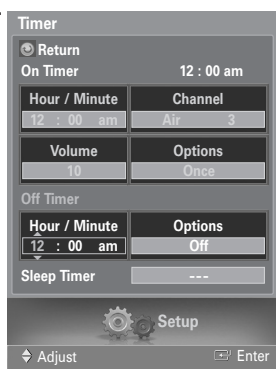 Timer
Return
On Timer 12 : 00 am
Hour / Minute Channel
12 : 00 am Air 3
Volume Options
10 Once
Off Timer
Hour / Minute Options
12 : 00 am Off
Sleep Timer ---
Setup
Adjust Enter